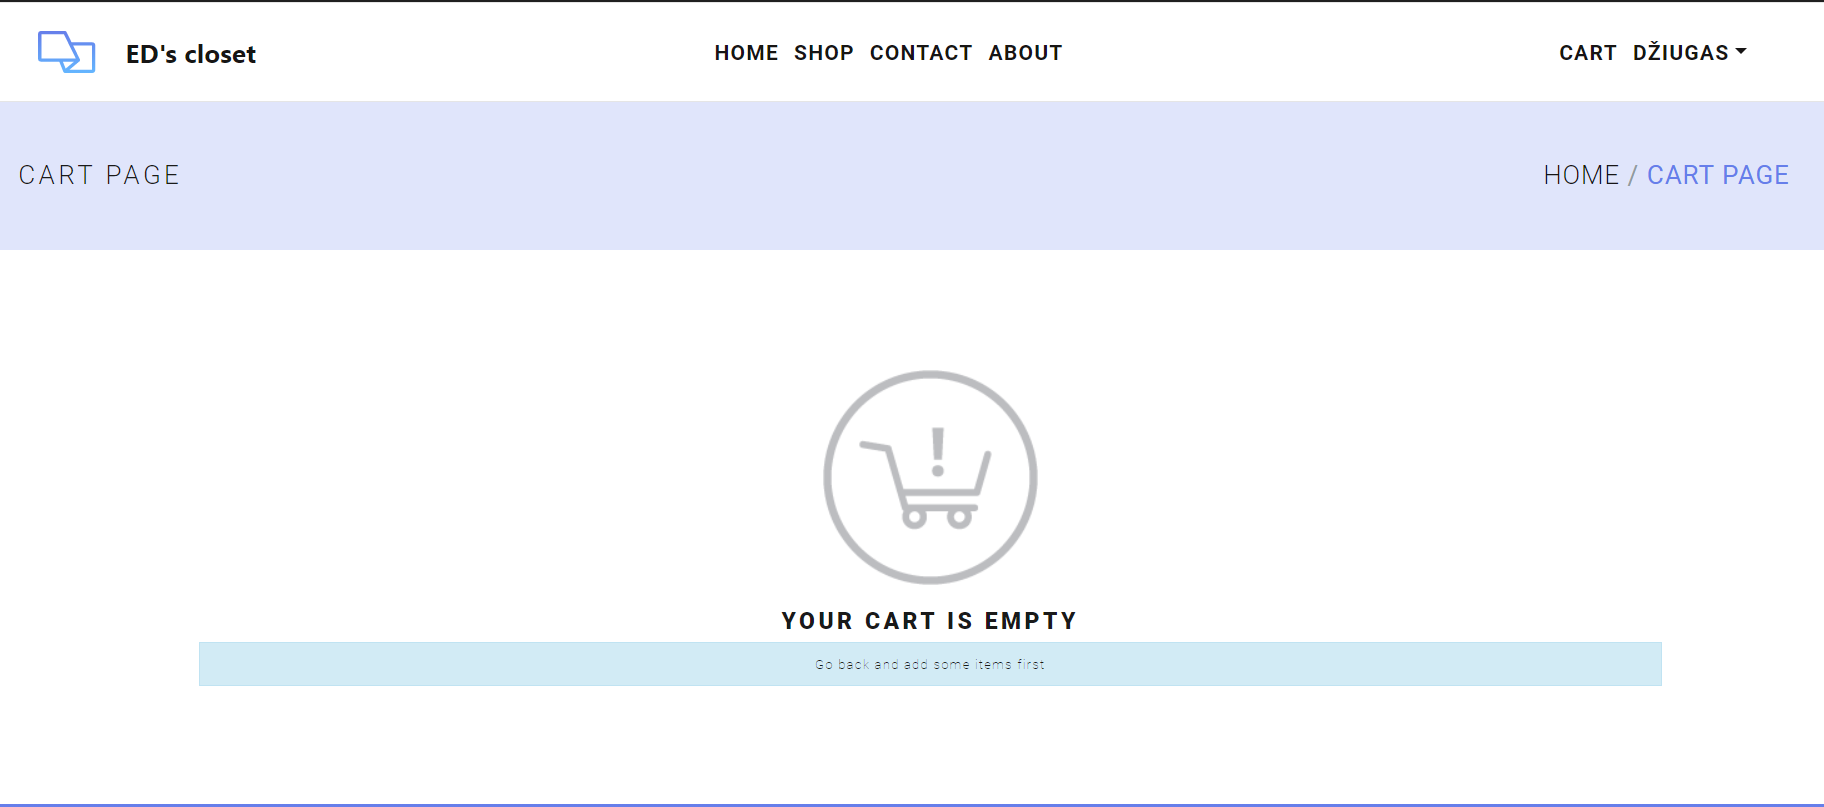 ED's closet
HOME SHOP CONTACT ABOUT
CART DŽIUGAS
CART PAGE
HOME / CART PAGE
YOUR CART IS EMPTY
Go back and add some items first